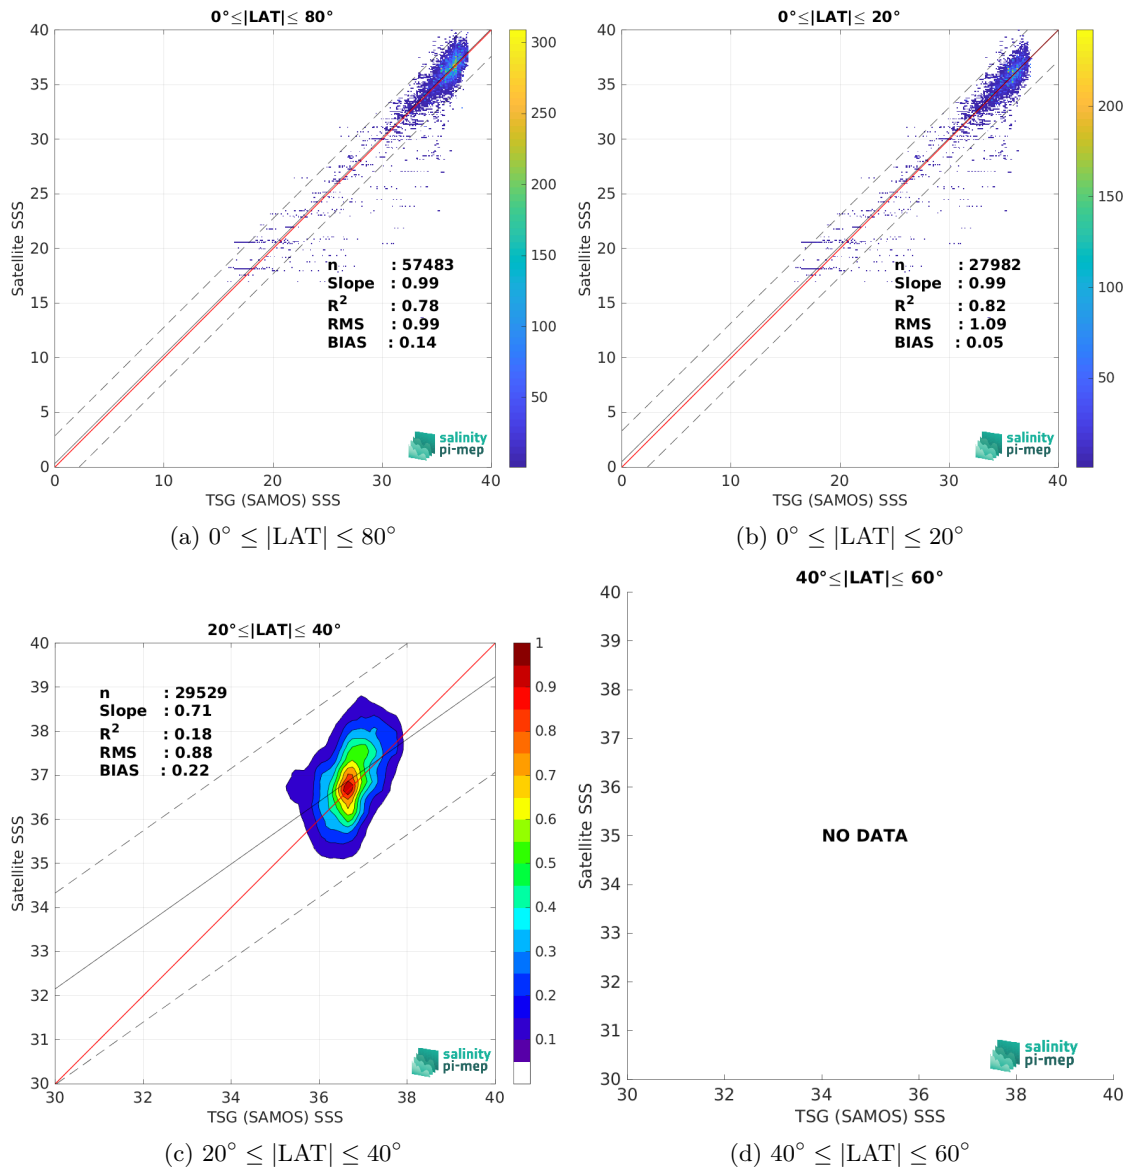 0°≤|LAT|≤ 80°
40
35
30
25
20
15
10
5
0
Satellite SSS
n : 57483
Slope : 0.99
R² : 0.78
RMS : 0.99
BIAS : 0.14
salinity
pi-mep
0 10 20 30 40
TSG (SAMOS) SSS
300
250
200
150
100
50
(a) 0° ≤ |LAT| ≤ 80°
0°≤|LAT|≤ 20°
40
35
30
25
20
15
10
5
0
Satellite SSS
n : 27982
Slope : 0.99
R² : 0.82
RMS : 1.09
BIAS : 0.05
salinity
pi-mep
0 10 20 30 40
TSG (SAMOS) SSS
200
150
100
50
(b) 0° ≤ |LAT| ≤ 20°
20°≤|LAT|≤ 40°
40
39
38
37
36
35
34
33
32
31
30
Satellite SSS
n : 29529
Slope : 0.71
R² : 0.18
RMS : 0.88
BIAS : 0.22
salinity
pi-mep
30 32 34 36 38 40
TSG (SAMOS) SSS
1
0.9
0.8
0.7
0.6
0.5
0.4
0.3
0.2
0.1
(c) 20° ≤ |LAT| ≤ 40°
40°≤|LAT|≤ 60°
40
39
38
37
36
35
34
33
32
31
30
Satellite SSS
NO DATA
salinity
pi-mep
30 32 34 36 38 40
TSG (SAMOS) SSS
(d) 40° ≤ |LAT| ≤ 60°